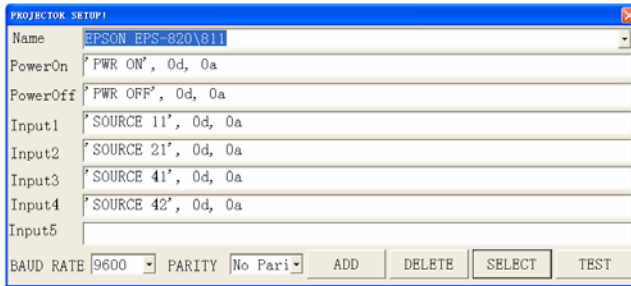 PROJECTOR SETUP!
Name EPSON EPS-820\811
PowerOn 'PWR ON', 0d, 0a
PowerOff 'PWR OFF', 0d, 0a
Input1 'SOURCE 11', 0d, 0a
Input2 'SOURCE 21', 0d, 0a
Input3 'SOURCE 41', 0d, 0a
Input4 'SOURCE 42', 0d, 0a
Input5
BAUD RATE 9600 PARITY No Pari ADD DELETE SELECT TEST